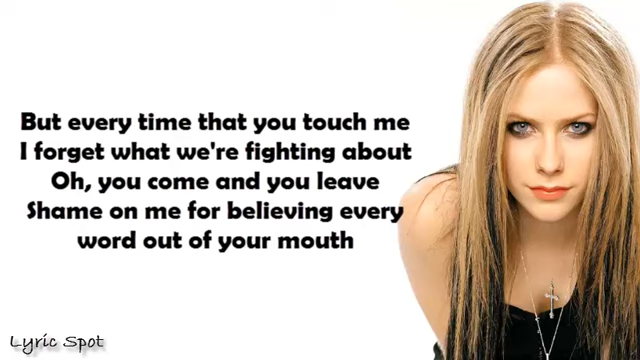 But every time that you touch me
I forget what we're fighting about
Oh, you come and you leave
Shame on me for believing every
word out of your mouth
Lyric Spot